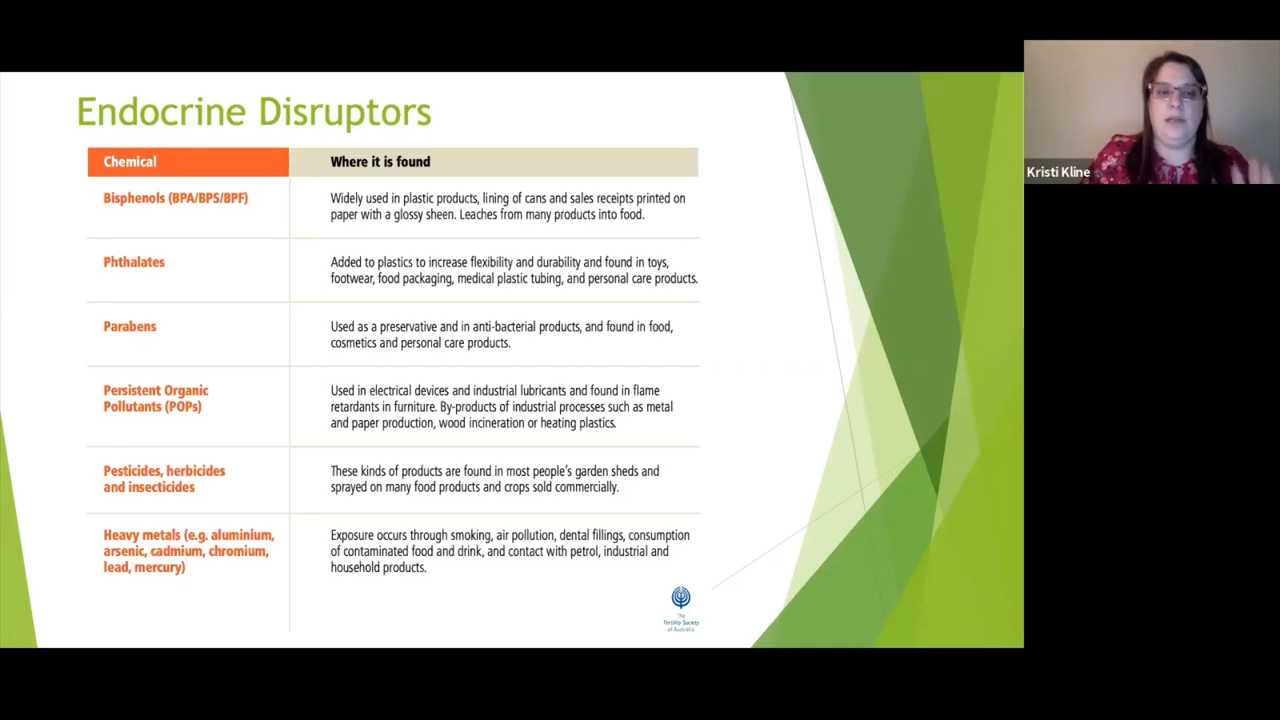 Endocrine Disruptors
Chemical
Where it is found
Bisphenols (BPA/BPS/BPF)
Widely used in plastic products, lining of cans and sales receipts printed on
paper with a glossy sheen. Leaches from many products into food.
Phthalates
Added to plastics to increase flexibility and durability and found in toys,
footwear, food packaging, medical plastic tubing, and personal care products.
Parabens
Used as a preservative and in anti-bacterial products, and found in food,
cosmetics and personal care products.
Persistent Organic
Pollutants (POPs)
Used in electrical devices and industrial lubricants and found in flame
retardants in furniture. By-products of industrial processes such as metal
and paper production, wood incineration or heating plastics.
Pesticides, herbicides
and insecticides
These kinds of products are found in most people's garden sheds and
sprayed on many food products and crops sold commercially.
Heavy metals (e.g. aluminium,
arsenic, cadmium, chromium,
lead, mercury)
Exposure occurs through smoking, air pollution, dental fillings, consumption
of contaminated food and drink, and contact with petrol, industrial and
household products.
The
Fertility Society
of Australia
Kristi Kline